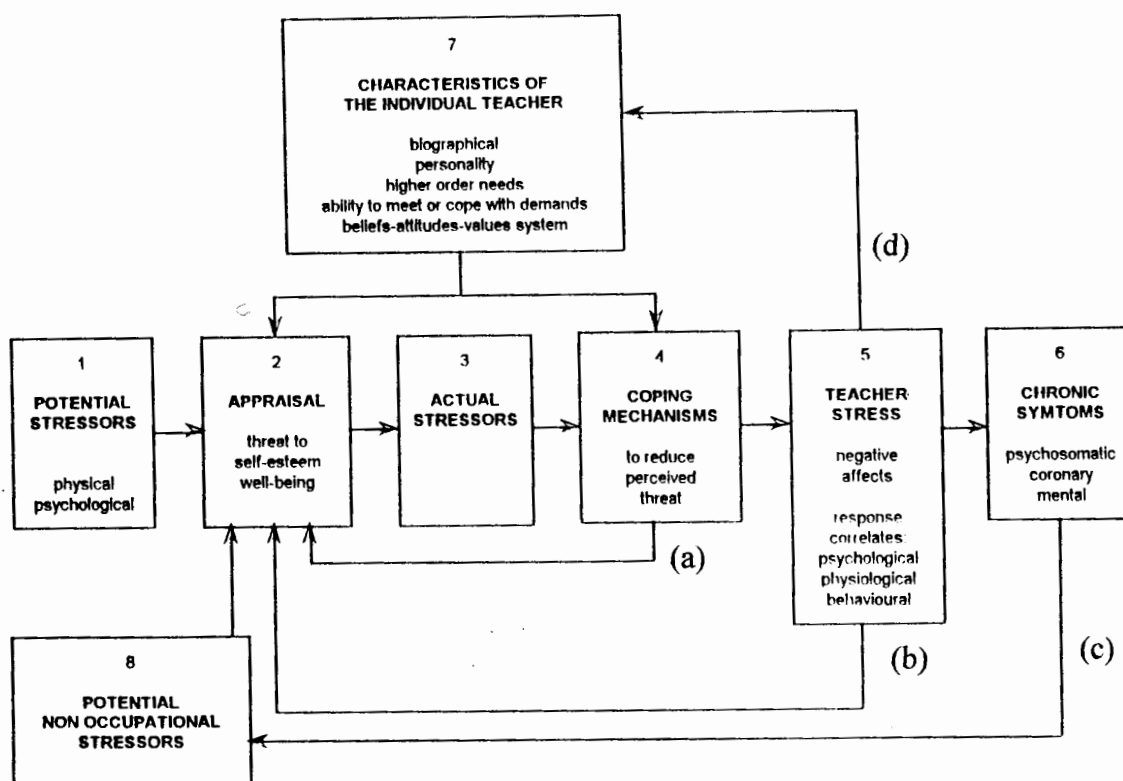 7
CHARACTERISTICS OF
THE INDIVIDUAL TEACHER
biographical
personality
higher order needs
ability to meet or cope with demands
beliefs-attitudes-values system
(d)
1
POTENTIAL
STRESSORS
physical
psychological
2
APPRAISAL
threat to
self-esteem
well-being
3
ACTUAL
STRESSORS
4
COPING
MECHANISMS
to reduce
perceived
threat
5
TEACHER
STRESS
negative
affects
response
correlates:
psychological
physiological
behavioural
6
CHRONIC
SYMTOMS
psychosomatic
coronary
mental
(a)
(b)
(c)
8
POTENTIAL
NON OCCUPATIONAL
STRESSORS